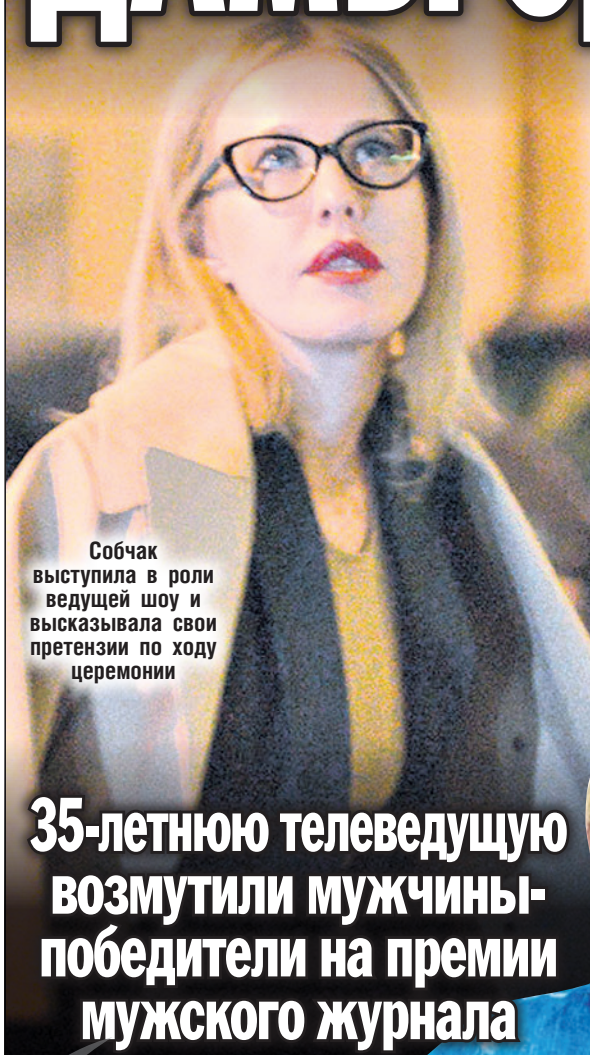 Собчак
выступила в роли
ведущей шоу и
высказывала свои
претензии по ходу
церемонии
35-летнюю телеведущую
возмутили мужчины-
победители на премии
мужского журнала